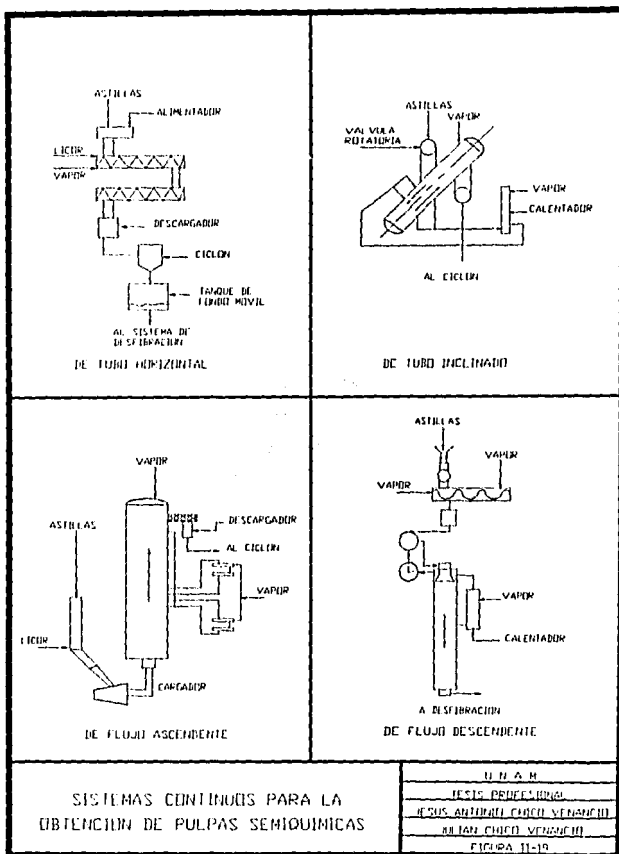 ASTILLAS
ALIMENTADOR
LICOR
VAPOR
DESCARGADOR
CICLON
TANQUE DE
FONDO MOVIL
AL SISTEMA DE
DESFIBRACION
DE TUBO HORIZONTAL
ASTILLAS
VAPOR
VALVULA
ROTATORIA
VAPOR
CALENTADOR
AL CICLON
DE TUBO INCLINADO
VAPOR
ASTILLAS
DESCARGADOR
AL CICLON
VAPOR
LICOR
CARGADOR
DE FLUJO ASCENDENTE
ASTILLAS
VAPOR
VAPOR
VAPOR
CALENTADOR
A DESFIBRACION
DE FLUJO DESCENDENTE
SISTEMAS CONTINUOS PARA LA
OBTENCION DE PULPAS SEMIQUIMICAS
U N A M
TESIS PROFESIONAL
JESUS ANTONIO CHICO VENANCIO
JULIAN CHICO VENANCIO
FIGURA II-19